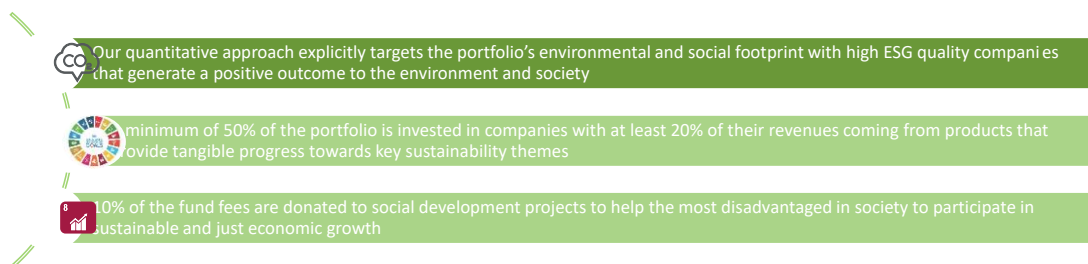 CO2
Our quantitative approach explicitly targets the portfolio's environmental and social footprint with high ESG quality companies
that generate a positive outcome to the environment and society
minimum of 50% of the portfolio is invested in companies with at least 20% of their revenues coming from products that
ovide tangible progress towards key sustainability themes
8
10% of the fund fees are donated to social development projects to help the most disadvantaged in society to participate in
sustainable and just economic growth